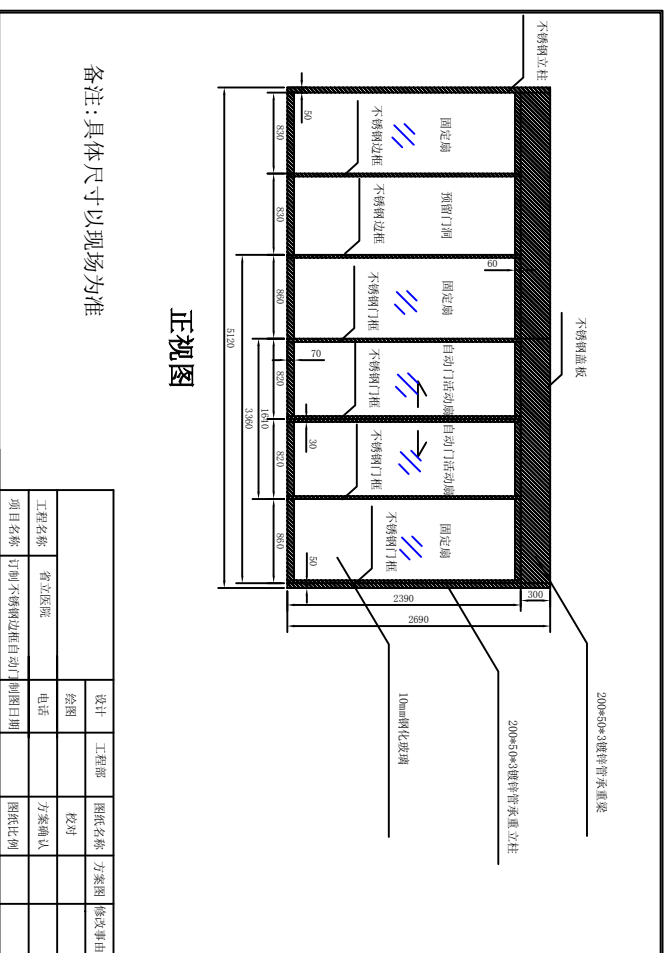 不锈钢立柱
不锈钢盖板
200*50*3镀锌管承重梁
200*50*3镀锌管承重立柱
10mm钢化玻璃
固定扇
预留门洞
固定扇
自动门活动扇
自动门活动扇
固定扇
不锈钢边框
不锈钢边框
不锈钢门框
不锈钢门框
不锈钢门框
不锈钢门框
60
300
2390
2690
50
70
30
50
830
830
860
820
820
860
1610
3360
5120
正视图
备注:具体尺寸以现场为准
设计 工程部 图纸名称 方案图 修改事由
绘图 校对
工程名称 省立医院 电话 方案确认
项目名称 订制不锈钢边框自动门 制图日期 图纸比例